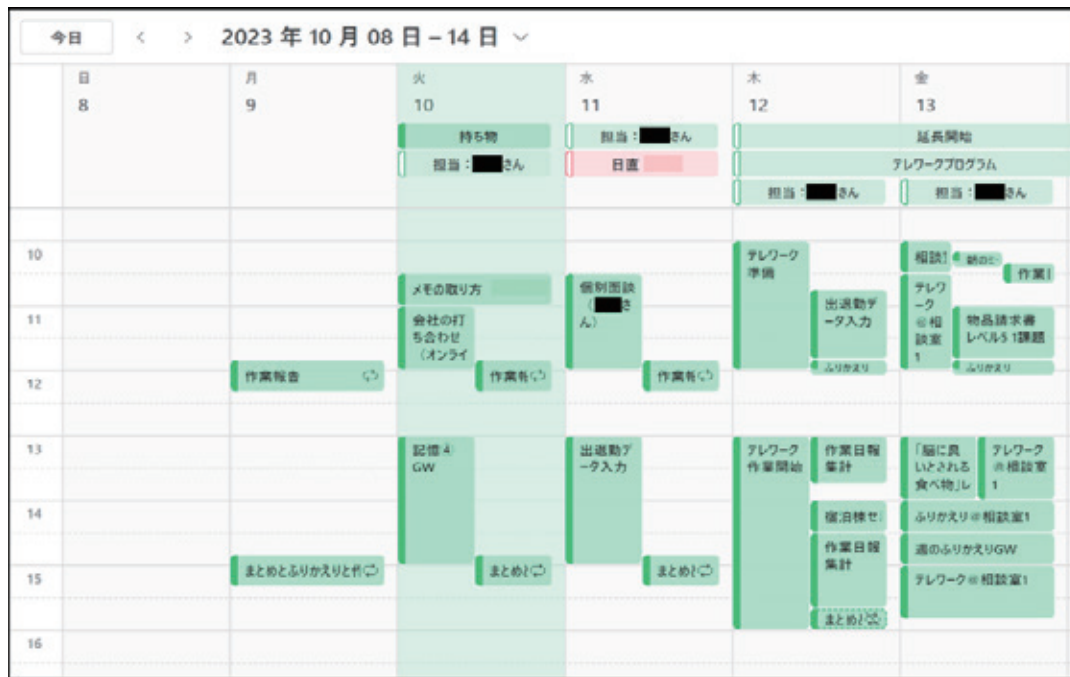 今日 < > 2023 年 10 月 08 日 – 14 日
日 月 火 水 木 金
8 9 10 11 12 13
持ち物
担当： さん
担当： さん
日直
延長開始
テレワークプログラム
担当： さん
担当： さん
10
11
12
13
14
15
16
作業報告
まとめとふりかえりと作
メモの取り方
会社の打
ち合わせ
（オンライ
作業報
記憶④
GW
まとめと
個別面談
（ さ
ん）
作業報
出退勤デ
ータ入力
まとめと
テレワーク
準備
出退勤デ
ータ入力
ふりかえり
テレワーク
作業開始
作業日報
集計
宿泊棟セ
作業日報
集計
まとめと
相談
朝の
作業
テレワ
ーク
@相
談室
1
物品請求書
レベル5 1課題
ふりかえり
「脳に良
いとされる
食べ物」レ
テレワーク
@相談室
1
ふりかえり@相談室1
週のふりかえりGW
テレワーク@相談室1